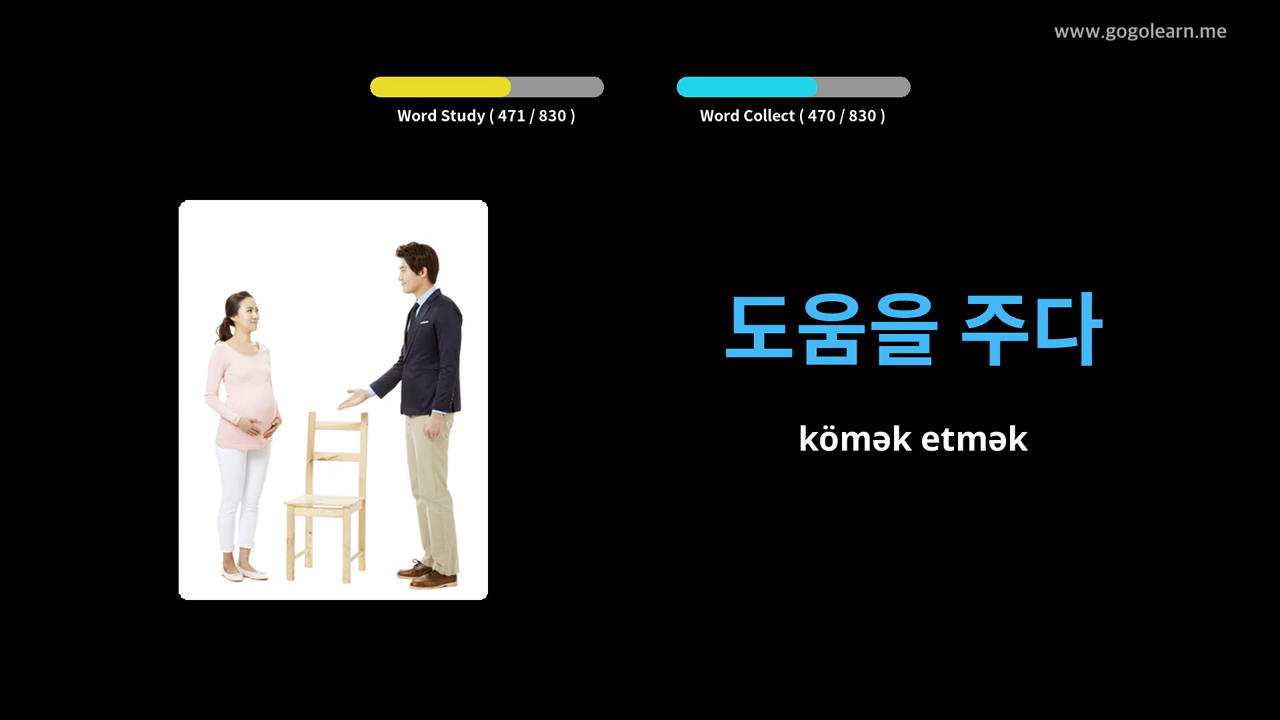 www.gogolearn.me
Word Study ( 471 / 830 )
Word Collect ( 470 / 830 )
도움을 주다
kömək etmək